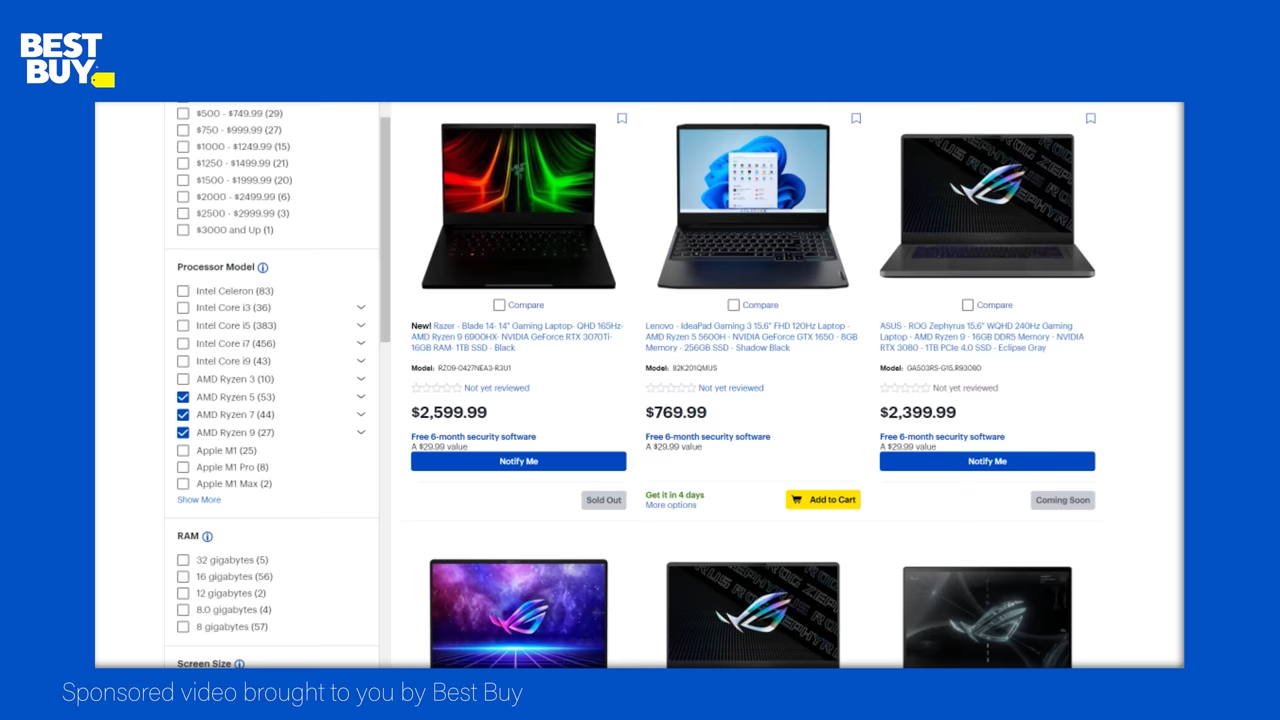 BEST
BUY
$500 - $749.99 (29)
$750 - $999.99 (27)
$1000 - $1249.99 (15)
$1250 - $1499.99 (21)
$1500 - $1999.99 (20)
$2000 - $2499.99 (6)
$2500 - $2999.99 (3)
$3000 and Up (1)
Processor Model
Intel Celeron (83)
Intel Core i3 (36)
Intel Core i5 (383)
Intel Core i7 (456)
Intel Core i9 (43)
AMD Ryzen 3 (10)
AMD Ryzen 5 (53)
AMD Ryzen 7 (44)
AMD Ryzen 9 (27)
Apple M1 (25)
Apple M1 Pro (8)
Apple M1 Max (2)
Show More
RAM
32 gigabytes (5)
16 gigabytes (56)
12 gigabytes (2)
8.0 gigabytes (4)
8 gigabytes (57)
Screen Size
Compare
New! Razer - Blade 14- 14" Gaming Laptop- QHD 165Hz-
AMD Ryzen 9 6900HX- NVIDIA GeForce RTX 3070Ti-
16GB RAM- 1TB SSD - Black
Model: RZ09-0427NEA3-R3U1
Not yet reviewed
$2,599.99
Free 6-month security software
A $29.99 value
Notify Me
Sold Out
Compare
Lenovo - IdeaPad Gaming 3 15.6" FHD 120Hz Laptop -
AMD Ryzen 5 5600H - NVIDIA GeForce GTX 1650 - 8GB
Memory - 256GB SSD - Shadow Black
Model: 82K201QMUS
Not yet reviewed
$769.99
Free 6-month security software
A $29.99 value
Get it in 4 days
More options
Add to Cart
Compare
ASUS - ROG Zephyrus 15.6" WQHD 240Hz Gaming
Laptop - AMD Ryzen 9 - 16GB DDR5 Memory - NVIDIA
RTX 3080 - 1TB PCIe 4.0 SSD - Eclipse Gray
Model: GA503RS-G15.R93080
Not yet reviewed
$2,399.99
Free 6-month security software
A $29.99 value
Notify Me
Coming Soon
Sponsored video brought to you by Best Buy